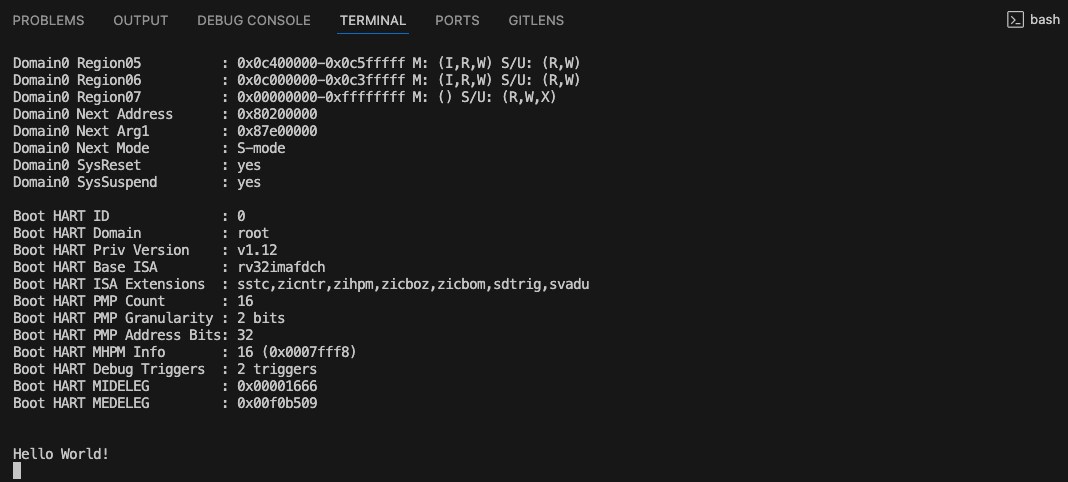 PROBLEMS OUTPUT DEBUG CONSOLE TERMINAL PORTS GITLENS bash
Domain0 Region05          : 0x0c400000-0x0c5fffff M: (I,R,W) S/U: (R,W)
Domain0 Region06          : 0x0c000000-0x0c3fffff M: (I,R,W) S/U: (R,W)
Domain0 Region07          : 0x00000000-0xffffffff M: () S/U: (R,W,X)
Domain0 Next Address      : 0x80200000
Domain0 Next Arg1         : 0x87e00000
Domain0 Next Mode         : S-mode
Domain0 SysReset          : yes
Domain0 SysSuspend        : yes

Boot HART ID              : 0
Boot HART Domain          : root
Boot HART Priv Version    : v1.12
Boot HART Base ISA        : rv32imafdch
Boot HART ISA Extensions  : sstc,zicntr,zihpm,zicboz,zicbom,sdtrig,svadu
Boot HART PMP Count       : 16
Boot HART PMP Granularity : 2 bits
Boot HART PMP Address Bits: 32
Boot HART MHPM Info       : 16 (0x0007fff8)
Boot HART Debug Triggers  : 2 triggers
Boot HART MIDELEG         : 0x00001666
Boot HART MEDELEG         : 0x00f0b509

Hello World!